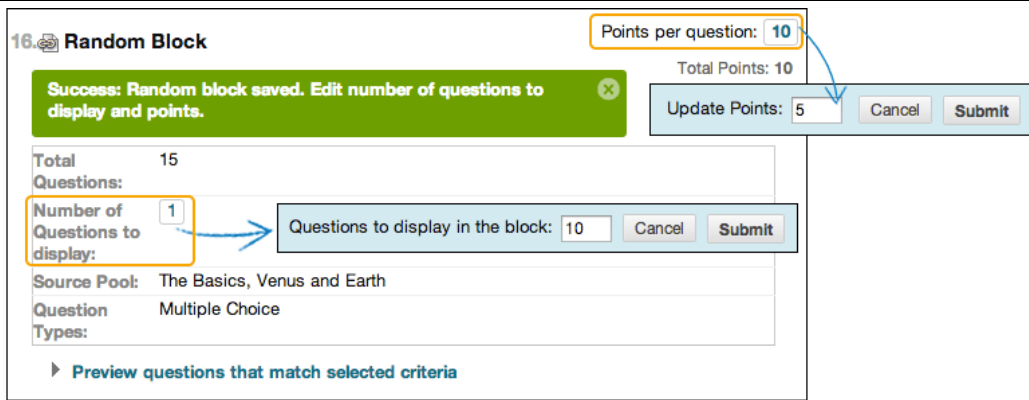 Points per question: 10
16. Random Block
Total Points: 10
Success: Random block saved. Edit number of questions to
display and points.
Update Points: 5 Cancel Submit
Total 15
Questions:
Number of 1
Questions to
display:
Questions to display in the block: 10 Cancel Submit
Source Pool: The Basics, Venus and Earth
Question Multiple Choice
Types:
Preview questions that match selected criteria